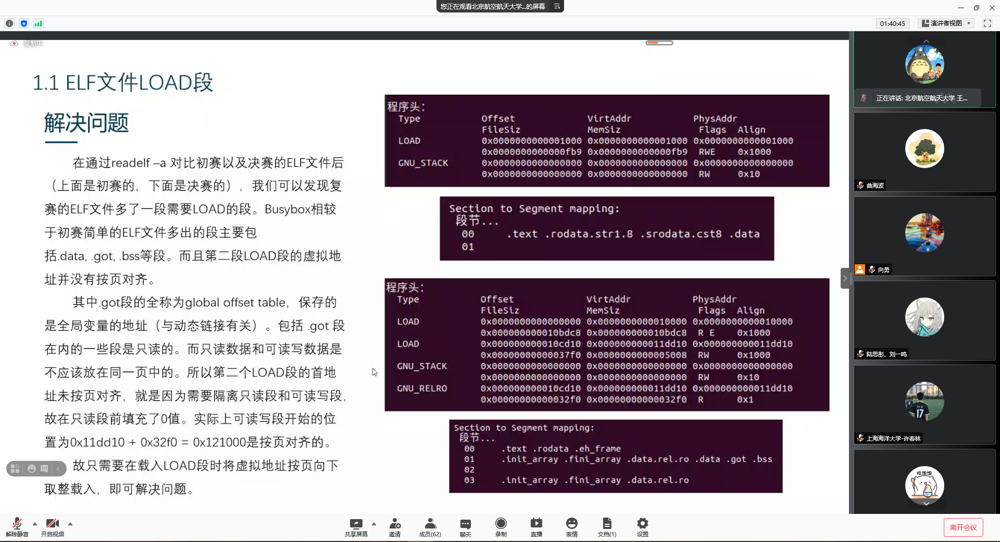 您正在观看北京航空航天大学...的屏幕
01:40:45
演讲者视图
录制中
1.1 ELF文件LOAD段
解决问题
在通过readelf –a 对比初赛以及决赛的ELF文件后
（上面是初赛的，下面是决赛的），我们可以发现复
赛的ELF文件多了一段需要LOAD的段。Busybox相较
于初赛简单的ELF文件多出的段主要包
括.data, .got, .bss等段。而且第二段LOAD段的虚拟地
址并没有按页对齐。
其中.got段的全称为global offset table，保存的
是全局变量的地址（与动态链接有关）。包括 .got 段
在内的一些段是只读的。而只读数据和可读写数据是
不应该放在同一页中的。所以第二个LOAD段的首地
址未按页对齐，就是因为需要隔离只读段和可读写段，
故在只读段前填充了0值。实际上可读写段开始的位
置为0x11dd10 + 0x32f0 = 0x121000是按页对齐的。
故只需要在载入LOAD段时将虚拟地址按页向下
取整载入，即可解决问题。
程序头：
Type Offset VirtAddr PhysAddr
FileSiz MemSiz Flags Align
LOAD 0x0000000000001000 0x0000000000001000 0x0000000000001000
0x0000000000000fb9 0x0000000000000fb9 RWE 0x1000
GNU_STACK 0x0000000000000000 0x0000000000000000 0x0000000000000000
0x0000000000000000 0x0000000000000000 RW 0x10
Section to Segment mapping:
段节...
00 .text .rodata.str1.8 .srodata.cst8 .data
01
程序头：
Type Offset VirtAddr PhysAddr
FileSiz MemSiz Flags Align
LOAD 0x0000000000000000 0x0000000000010000 0x0000000000010000
0x000000000010bdc8 0x000000000010bdc8 R E 0x1000
LOAD 0x000000000010cd10 0x000000000011dd10 0x000000000011dd10
0x00000000000037f0 0x0000000000005008 RW 0x1000
GNU_STACK 0x0000000000000000 0x0000000000000000 0x0000000000000000
0x0000000000000000 0x0000000000000000 RW 0x10
GNU_RELRO 0x000000000010cd10 0x000000000011dd10 0x000000000011dd10
0x00000000000032f0 0x00000000000032f0 R 0x1
Section to Segment mapping:
段节...
00 .text .rodata .eh_frame
01 .init_array .fini_array .data.rel.ro .data .got .bss
02
03 .init_array .fini_array .data.rel.ro
正在讲话: 北京航空航天大学 王...
曲海波
向勇
陆思彤、刘一鸣
17
上海海洋大学-许春林
吃饭饭
解除静音
开启视频
共享屏幕
邀请
成员(62)
聊天
录制
直播
表情
文档(1)
设置
离开会议